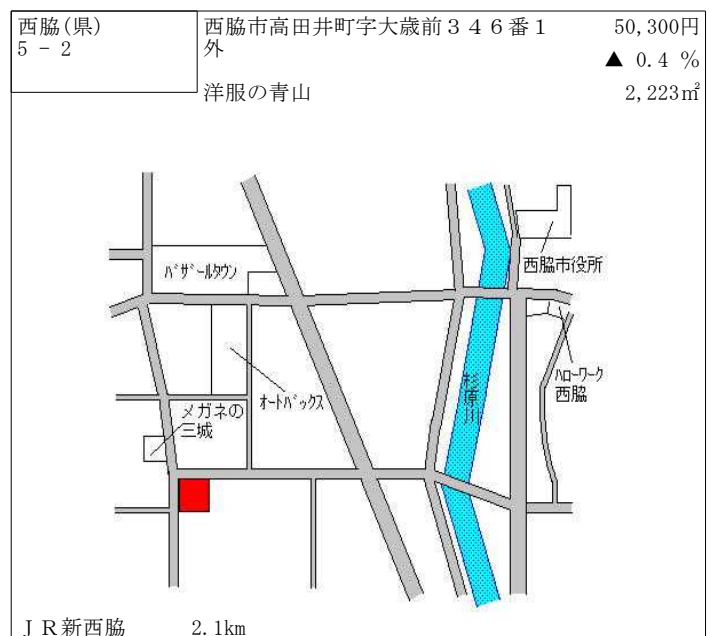 西脇(県)
5 - 2
西脇市高田井町字大歳前346番1
外
50,300円
▲ 0.4 %
洋服の青山
2,223㎡
バザールタウン
西脇市役所
杉原川
ハローワーク
西脇
オートバックス
メガネの
三城
JR新西脇 2.1km